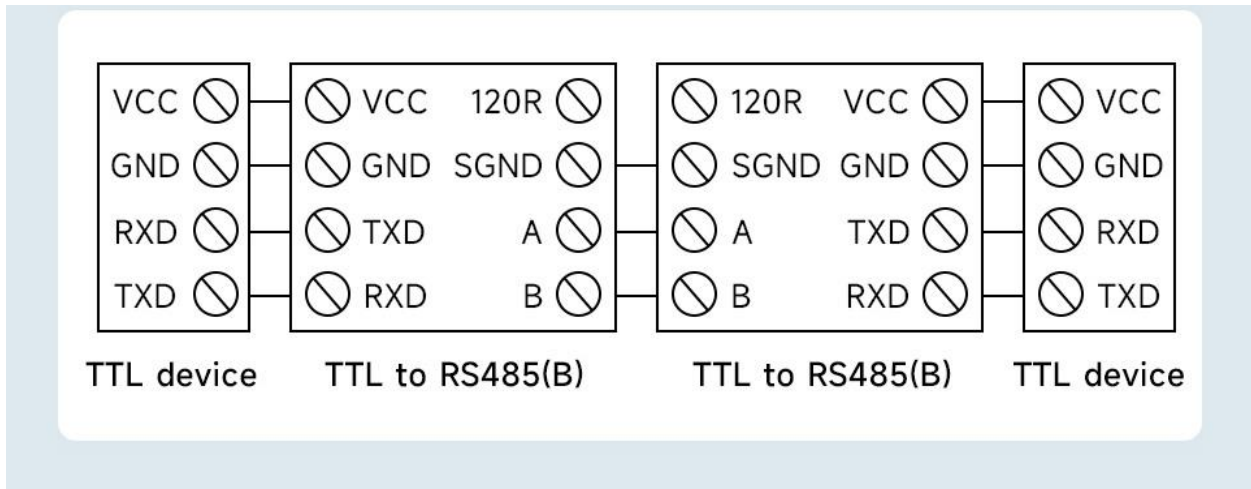 VCC VCC 120R 120R VCC VCC
GND GND SGND SGND GND GND
RXD TXD A A TXD RXD
TXD RXD B B RXD TXD
TTL device TTL to RS485(B) TTL to RS485(B) TTL device